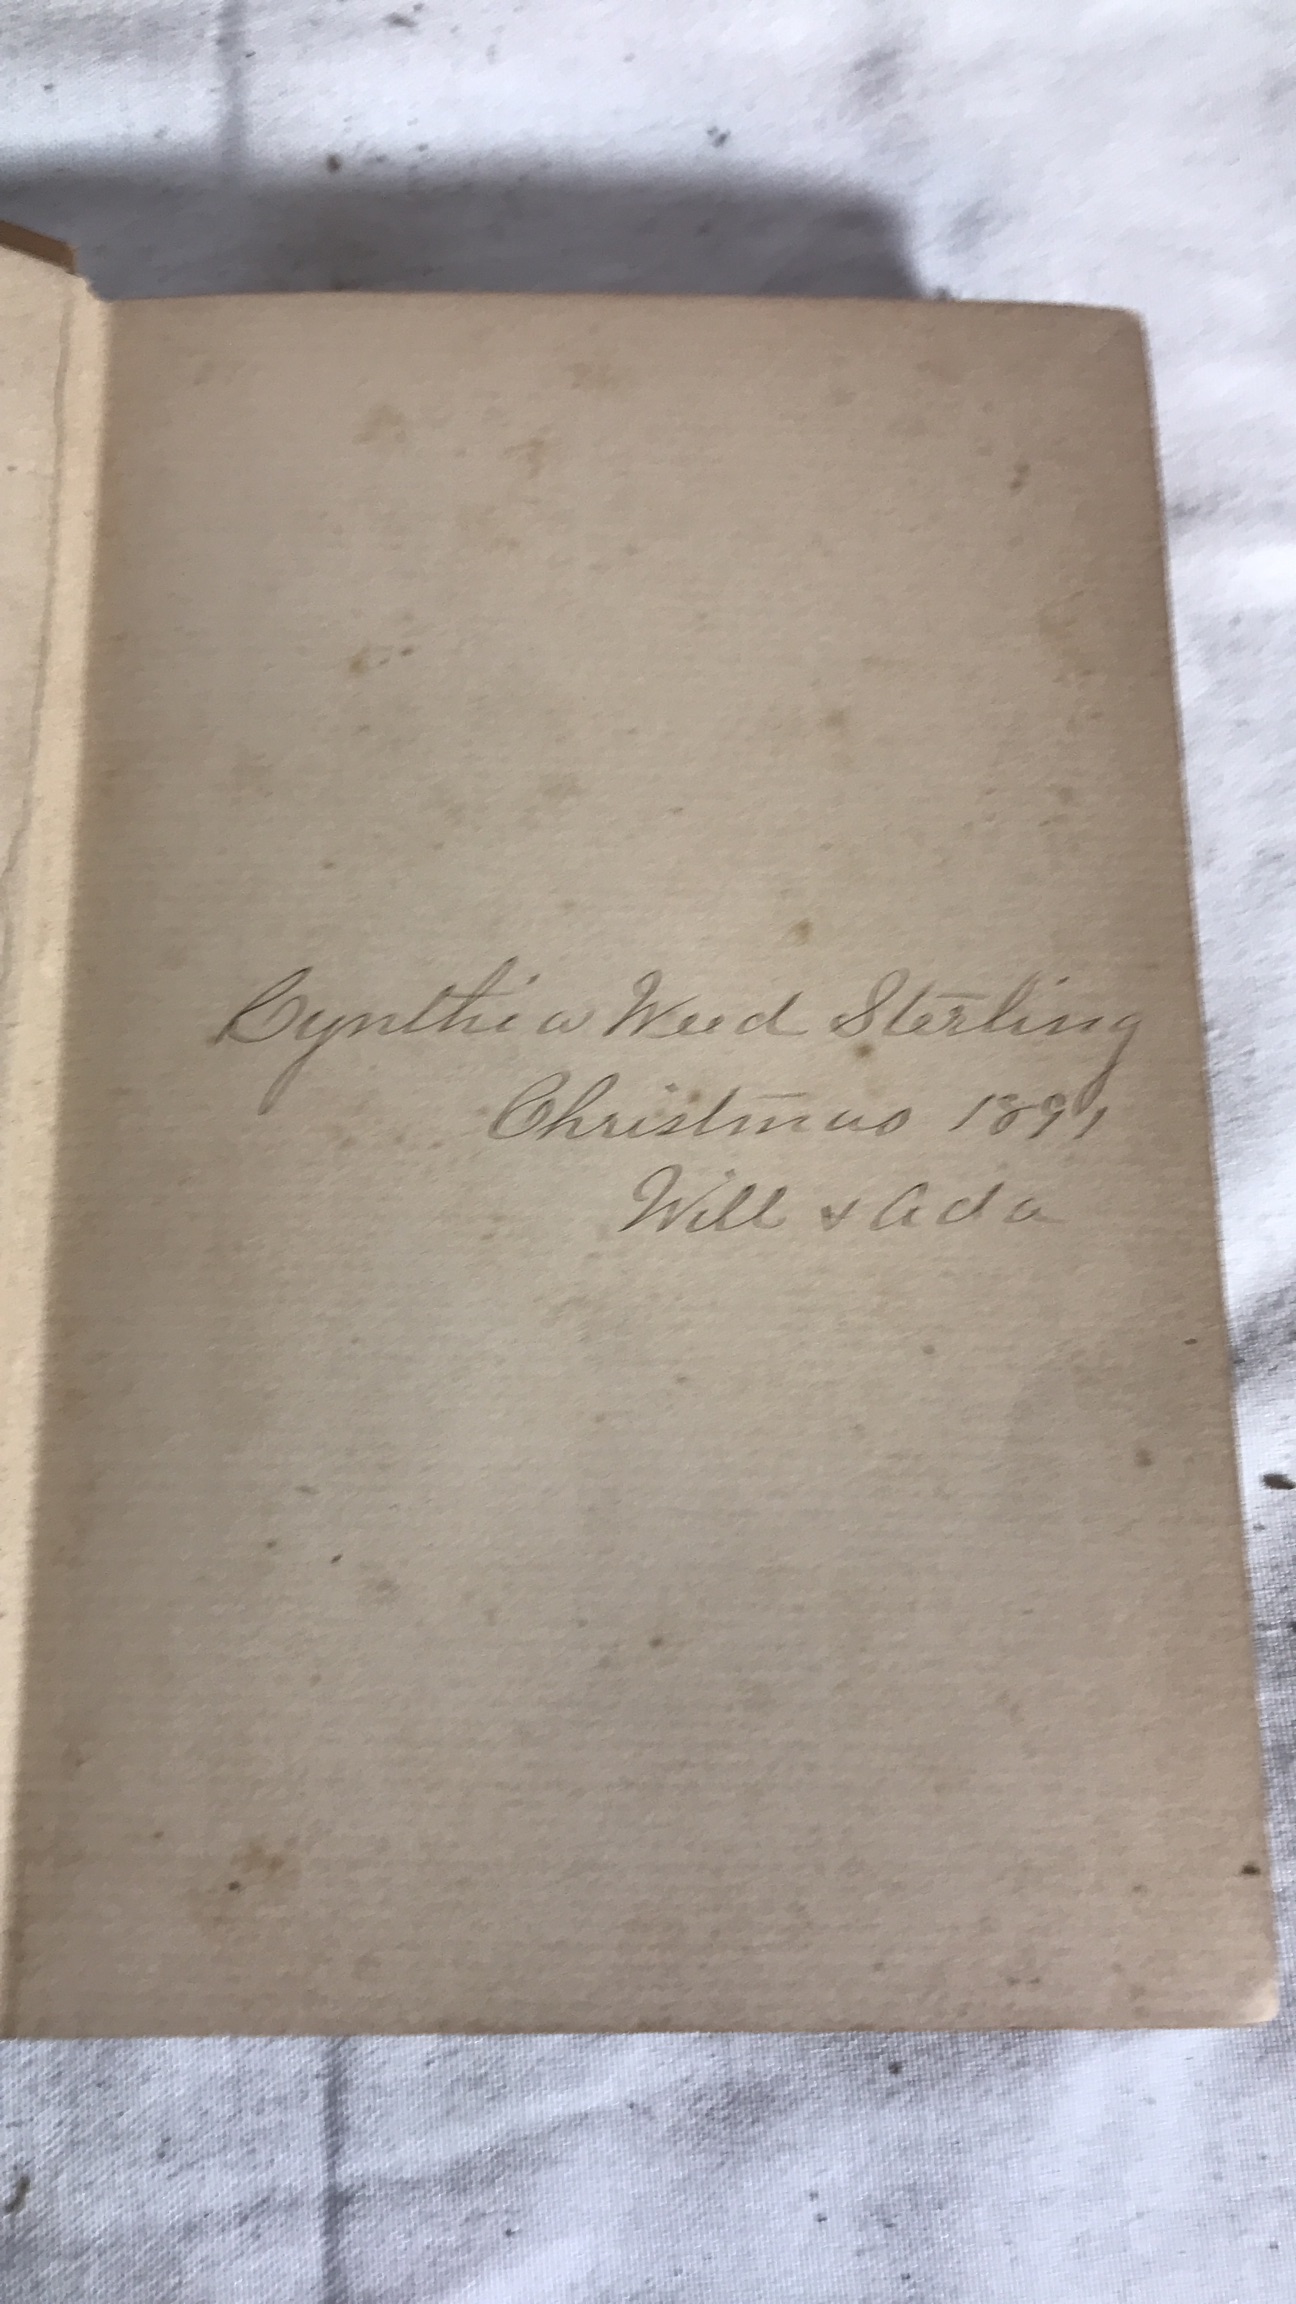 Cynthia Weed Sterling
Christmas 1891
Will & Ada